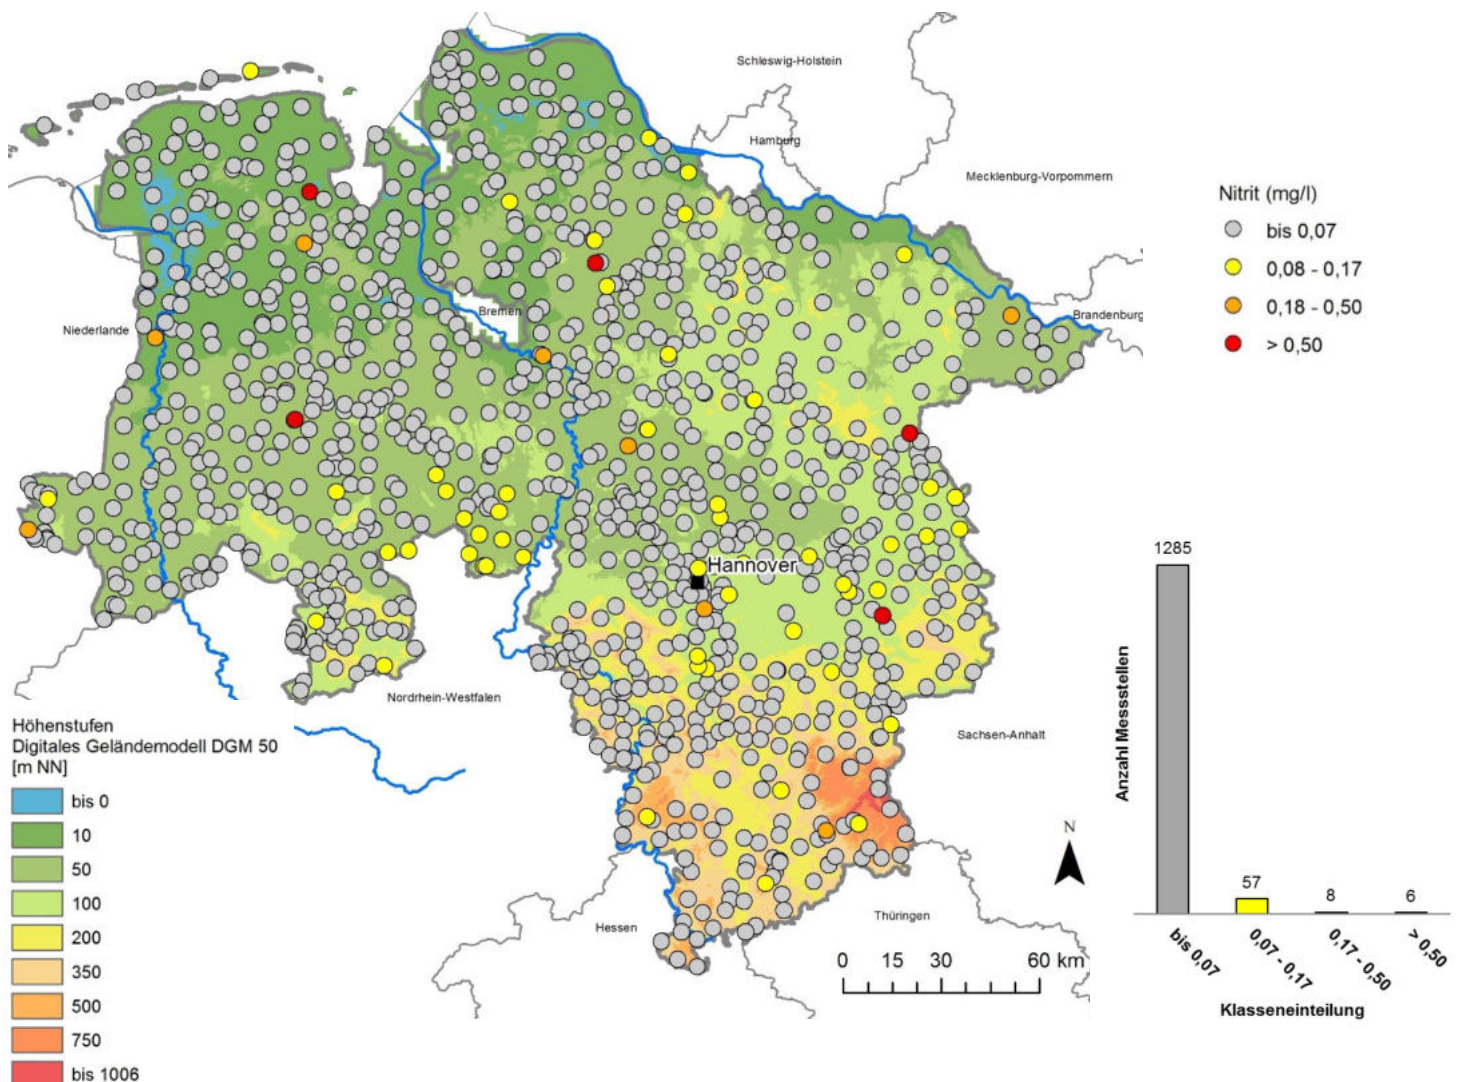 Schleswig-Holstein
Hamburg
Mecklenburg-Vorpommern
Niederlande
Bremen
Brandenburg
Hannover
Nordrhein-Westfalen
Sachsen-Anhalt
Hessen
Thüringen
N
0 15 30 60 km
Nitrit (mg/l)
bis 0,07
0,08 - 0,17
0,18 - 0,50
> 0,50
Höhenstufen
Digitales Geländemodell DGM 50
[m NN]
bis 0
10
50
100
200
350
500
750
bis 1006
Anzahl Messstellen
1285
57
8
6
bis 0,07
0,07 - 0,17
0,17 - 0,50
> 0,50
Klasseneinteilung